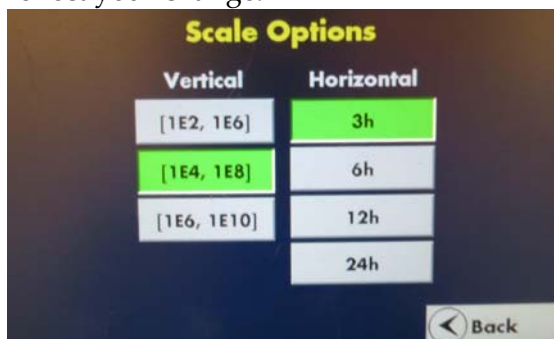 Scale Options
Vertical Horizontal
[1E2, 1E6] 3h
[1E4, 1E8] 6h
[1E6, 1E10] 12h
24h
Back